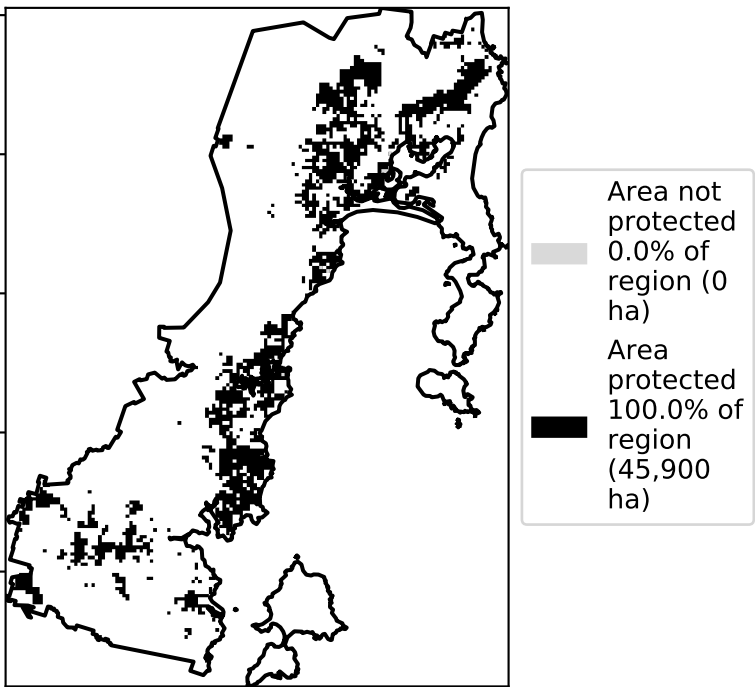 Area not
protected
0.0% of
region (0
ha)
Area
protected
100.0% of
region
(45,900
ha)